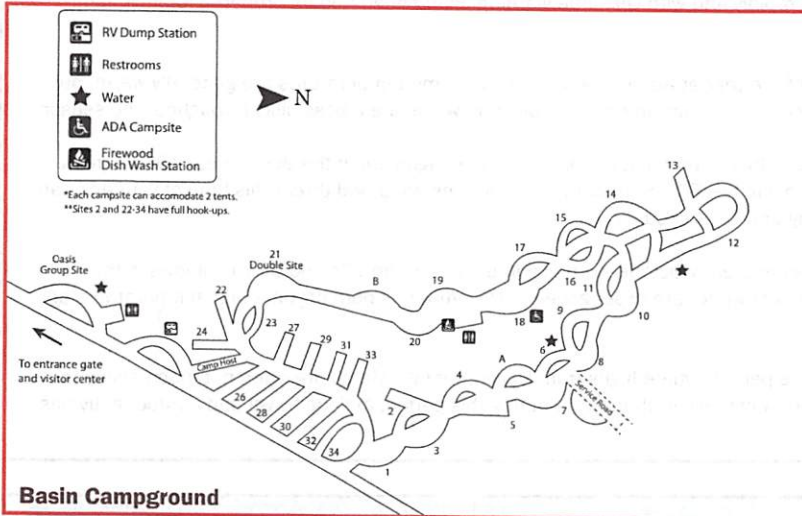 RV Dump Station
Restrooms
Water
ADA Campsite
Firewood
Dish Wash Station
*Each campsite can accomodate 2 tents.
**Sites 2 and 22-34 have full hook-ups.
N
13
14
15
12
17
21
Double Site
B
19
Oasis
Group Site
16
11
22
9
10
18
20
23
27
24
29
31
33
6
8
A
4
To entrance gate
and visitor center
Camp Host
26
28
2
Service Road
7
5
30
32
3
34
1
Basin Campground